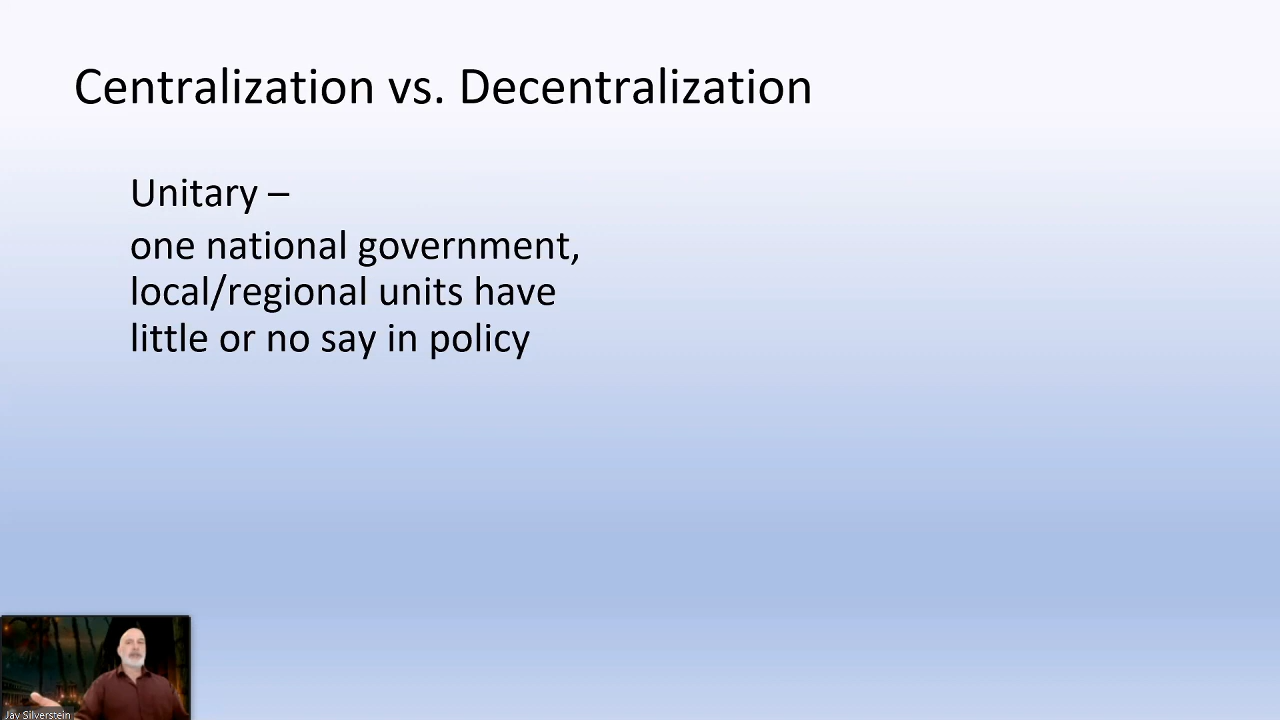 Centralization vs. Decentralization
Unitary –
one national government,
local/regional units have
little or no say in policy
Jay Silverstein